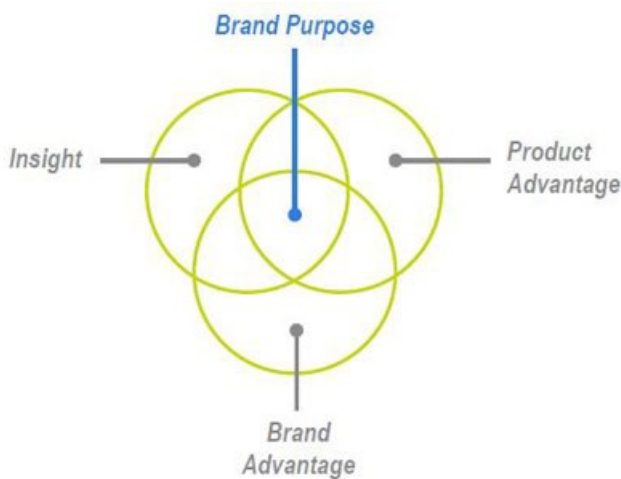 Brand Purpose
Insight
Product
Advantage
Brand
Advantage